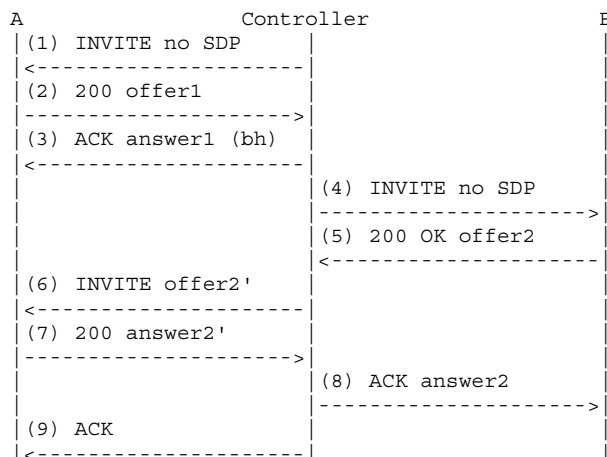 A Controller
(1) INVITE no SDP
(2) 200 offer1
(3) ACK answer1 (bh)
(4) INVITE no SDP
(5) 200 OK offer2
(6) INVITE offer2'
(7) 200 answer2'
(8) ACK answer2
(9) ACK